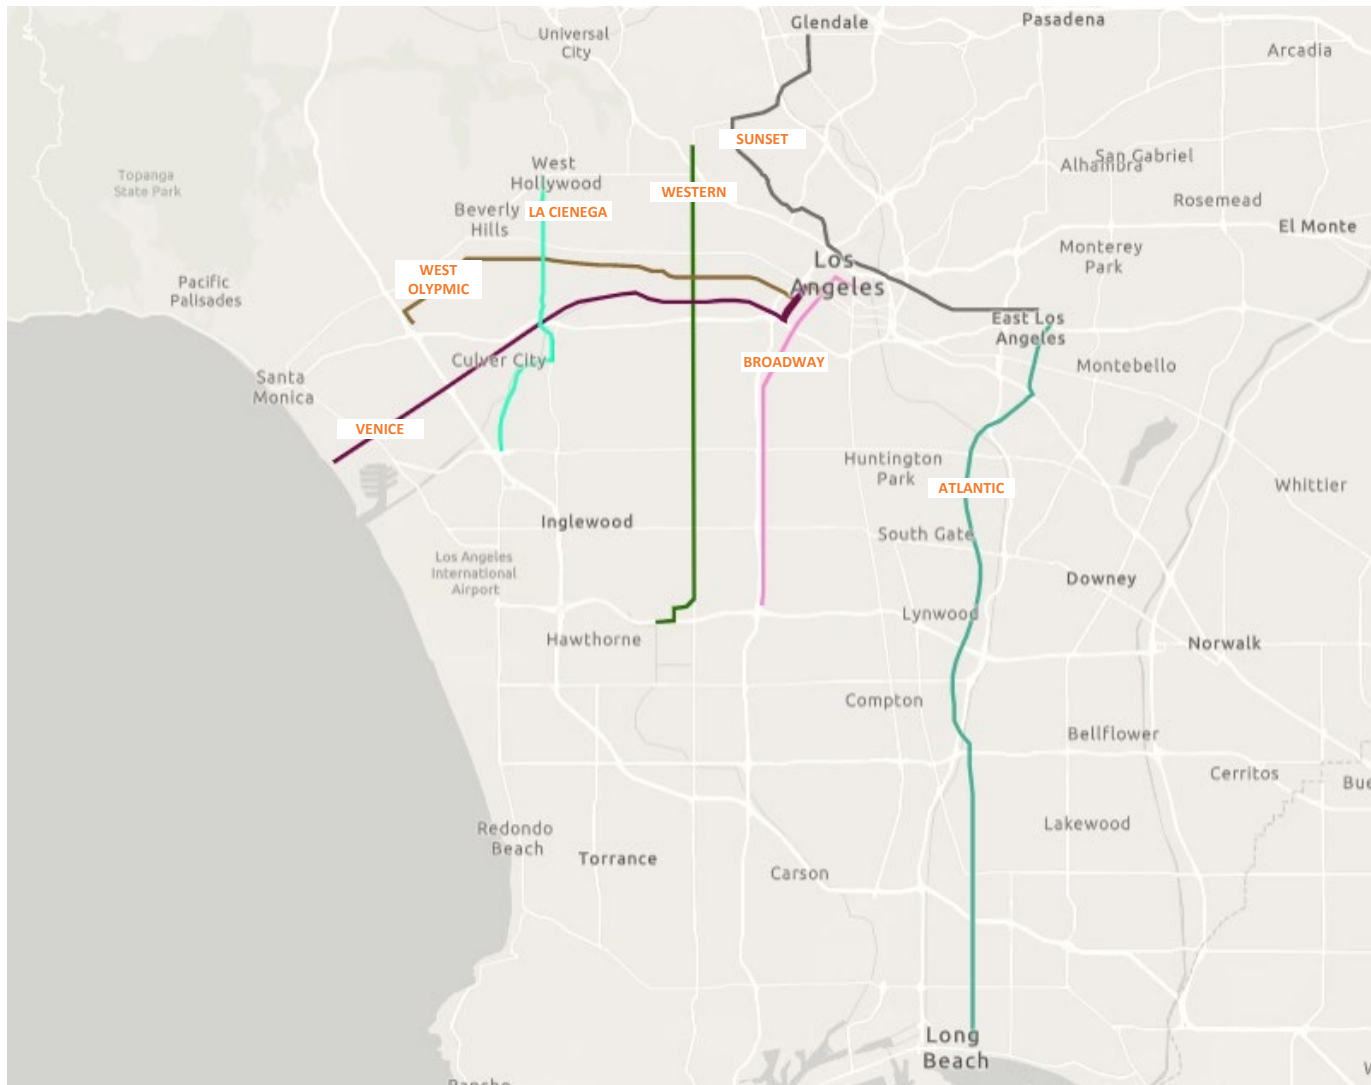 Glendale
Pasadena
Universal
City
Arcadia
SUNSET
West
Hollywood
San Gabriel
Alhambra
Topanga
State Park
WESTERN
Rosemead
Beverly
Hills
LA CIENEGA
El Monte
Monterey
Park
Los
Angeles
WEST
OLYPMIC
Pacific
Palisades
East Los
Angeles
Culver City
BROADWAY
Montebello
Santa
Monica
VENICE
Huntington
Park
ATLANTIC
Whittier
Inglewood
South Gate
Los Angeles
International
Airport
Downey
Lynwood
Hawthorne
Norwalk
Compton
Bellflower
Cerritos
Bue
Redondo
Beach
Lakewood
Torrance
Carson
Long
Beach